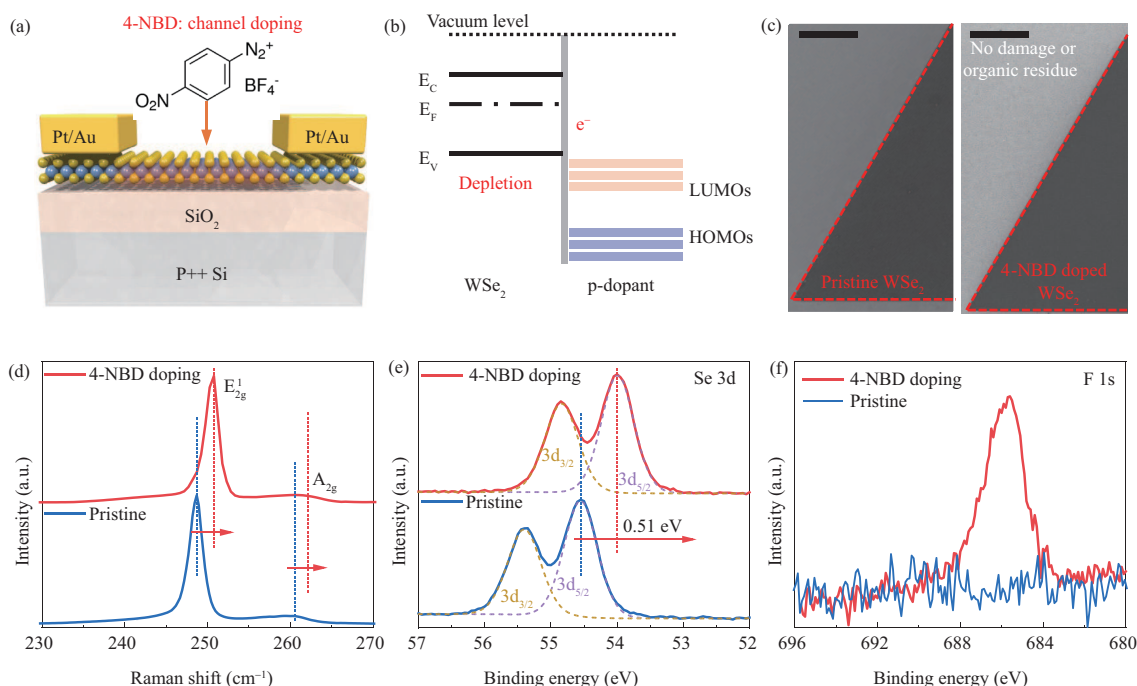 (a)
4-NBD: channel doping
N₂⁺
BF₄⁻
O₂N
Pt/Au
Pt/Au
SiO₂
P++ Si
(b)
Vacuum level
E_C
E_F
e⁻
E_V
Depletion
LUMOs
HOMOs
WSe₂
p-dopant
(c)
No damage or
organic residue
Pristine WSe₂
4-NBD doped
WSe₂
(d)
4-NBD doping
E¹₂g
A₂g
Pristine
Intensity (a.u.)
230
240
250
260
270
Raman shift (cm⁻¹)
(e)
4-NBD doping
Se 3d
3d₃/₂
3d₅/₂
Pristine
0.51 eV
3d₃/₂
3d₅/₂
Intensity (a.u.)
57
56
55
54
53
52
Binding energy (eV)
(f)
4-NBD doping
F 1s
Pristine
Intensity (a.u.)
696
692
688
684
680
Binding energy (eV)